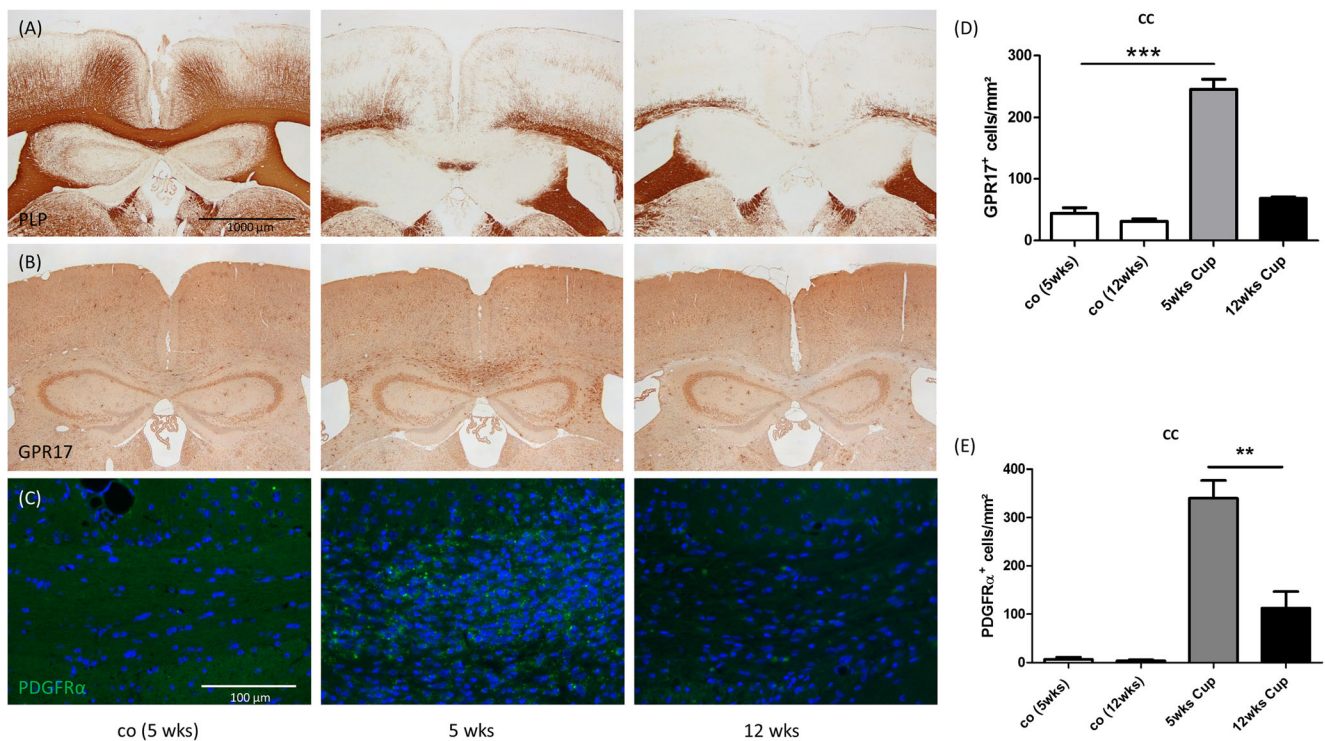 (A)
PLP
1000 µm
(B)
GPR17
(C)
PDGFRα
100 µm
co (5 wks)
5 wks
12 wks
(D)
cc
***
GPR17⁺ cells/mm²
300
200
100
0
co (5wks)
co (12wks)
5wks Cup
12wks Cup
(E)
cc
**
PDGFRα⁺ cells/mm²
400
300
200
100
0
co (5wks)
co (12wks)
5wks Cup
12wks Cup